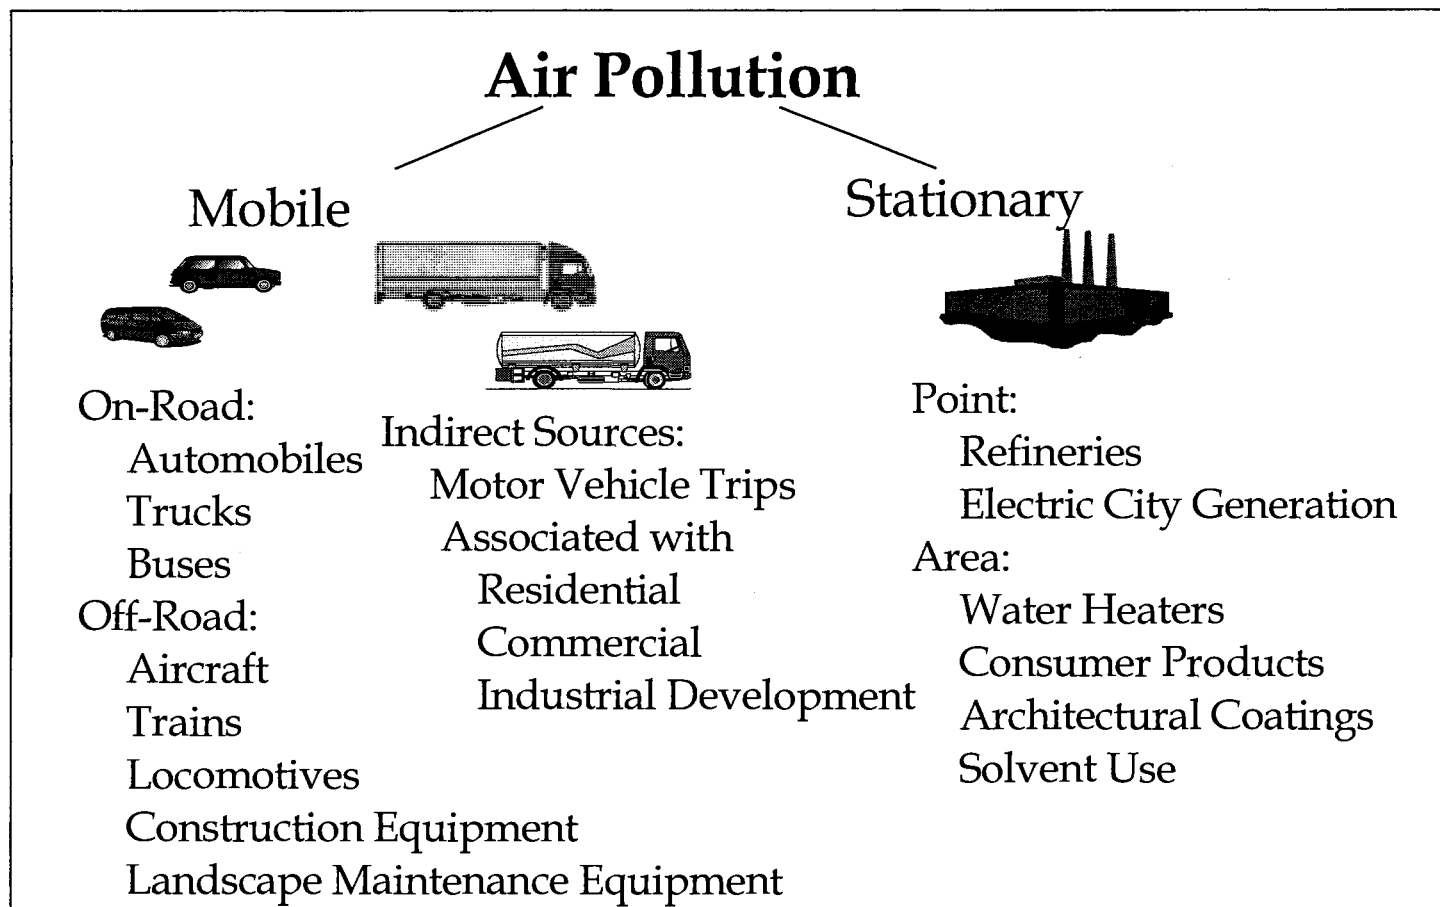 Air Pollution
Mobile
Stationary
On-Road:
Automobiles
Trucks
Buses
Off-Road:
Aircraft
Trains
Locomotives
Construction Equipment
Landscape Maintenance Equipment
Indirect Sources:
Motor Vehicle Trips
Associated with
Residential
Commercial
Industrial Development
Point:
Refineries
Electric City Generation
Area:
Water Heaters
Consumer Products
Architectural Coatings
Solvent Use